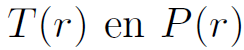 T(r) en P(r)